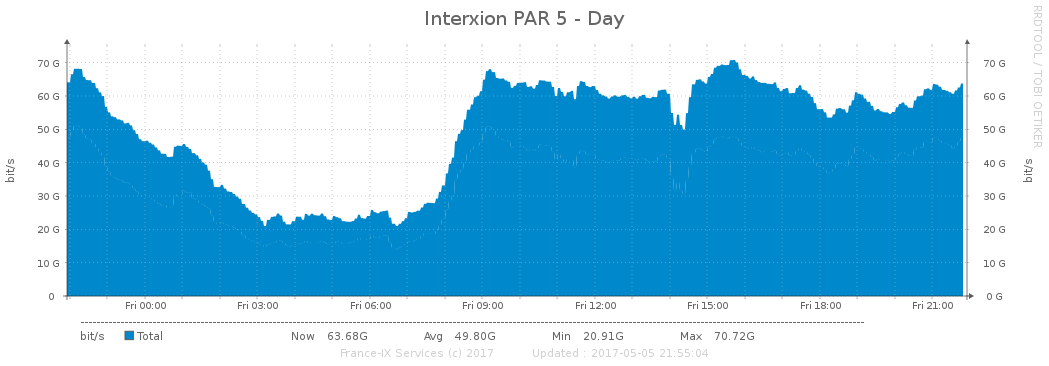 Interxion PAR 5 - Day
RRDTOOL / TOBI OETIKER
bit/s
70 G
60 G
50 G
40 G
30 G
20 G
10 G
0
70 G
60 G
50 G
40 G
30 G
20 G
10 G
0 G
bit/s
Fri 00:00 Fri 03:00 Fri 06:00 Fri 09:00 Fri 12:00 Fri 15:00 Fri 18:00 Fri 21:00
bit/s Total Now 63.68G Avg 49.80G Min 20.91G Max 70.72G
France-IX Services (c) 2017 Updated : 2017-05-05 21:55:04